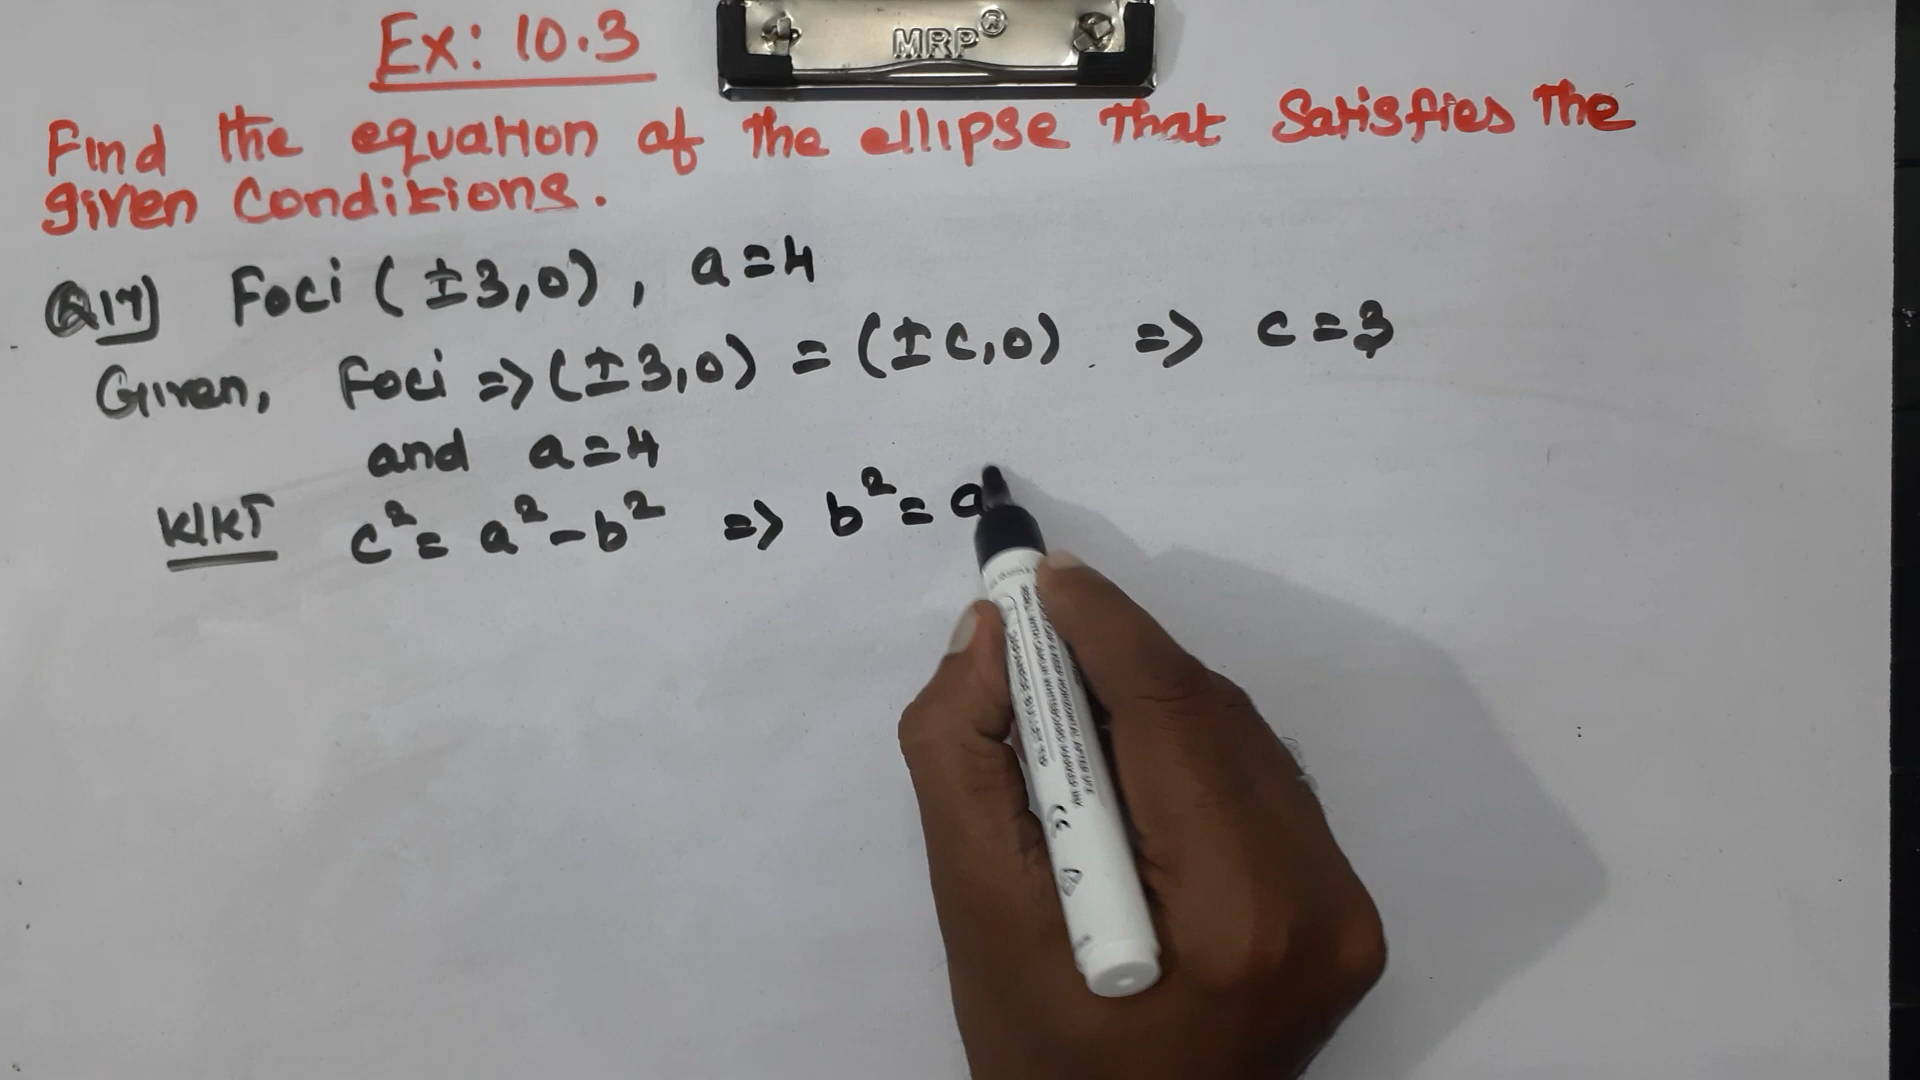 Ex: 10.3
MRP®
Find the equation of the ellipse that Satisfies The
given Conditions.
Q17) Foci (±3,0), a=4
Given, Foci => (±3,0) = (±c,0) => c=3
and a=4
WKT c²= a²-b² => b²= a